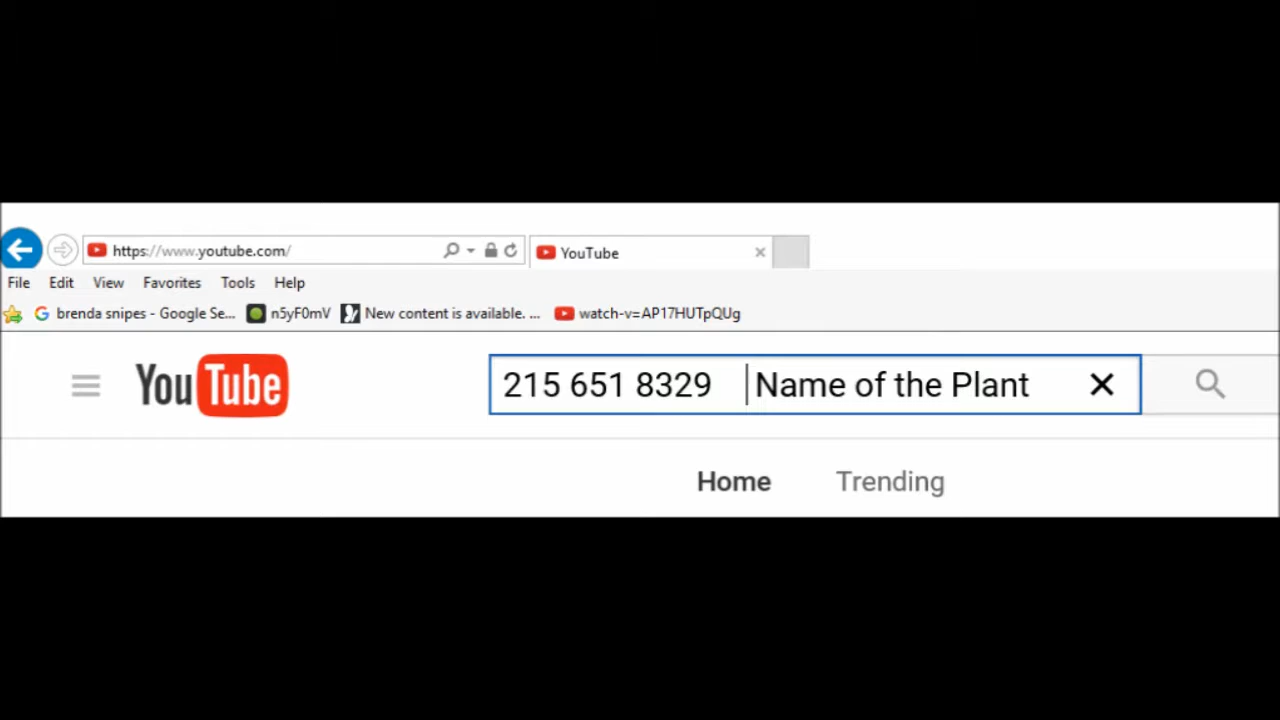 https://www.youtube.com/ YouTube
File Edit View Favorites Tools Help
brenda snipes - Google Se... n5yF0mV New content is available. ... watch-v=AP17HUTpQUg
YouTube 215 651 8329 Name of the Plant
Home Trending